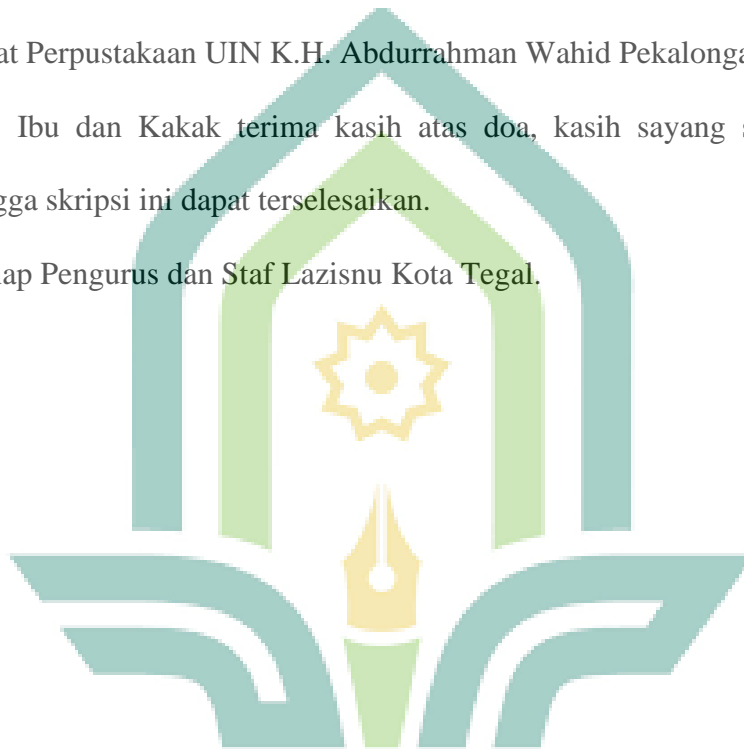 at Perpustakaan UIN K.H. Abdurrahman Wahid Pekalonga
Ibu dan Kakak terima kasih atas doa, kasih sayang s
gga skripsi ini dapat terselesaikan.
ap Pengurus dan Staf Lazisnu Kota Tegal.